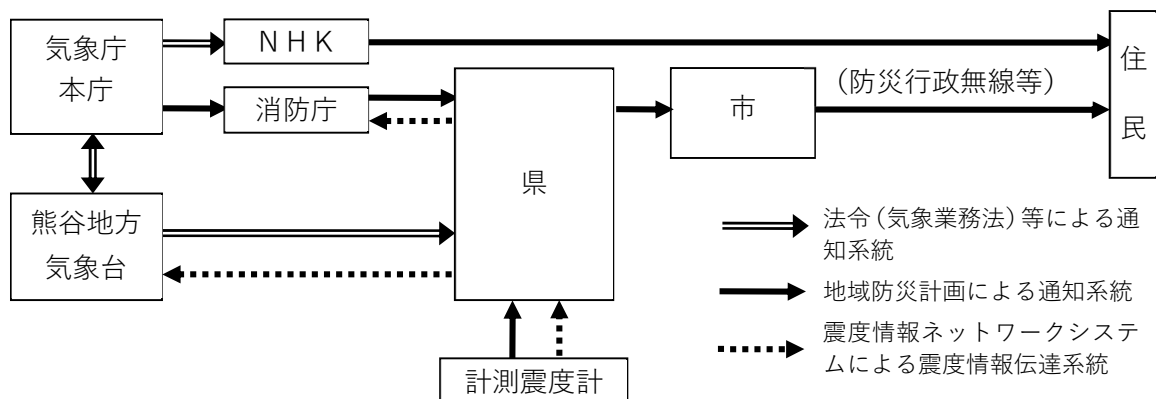 気象庁
本庁
ＮＨＫ
消防庁
県
市
(防災行政無線等)
住
民
熊谷地方
気象台
計測震度計
法令(気象業務法)等による通
知系統
地域防災計画による通知系統
震度情報ネットワークシステ
ムによる震度情報伝達系統